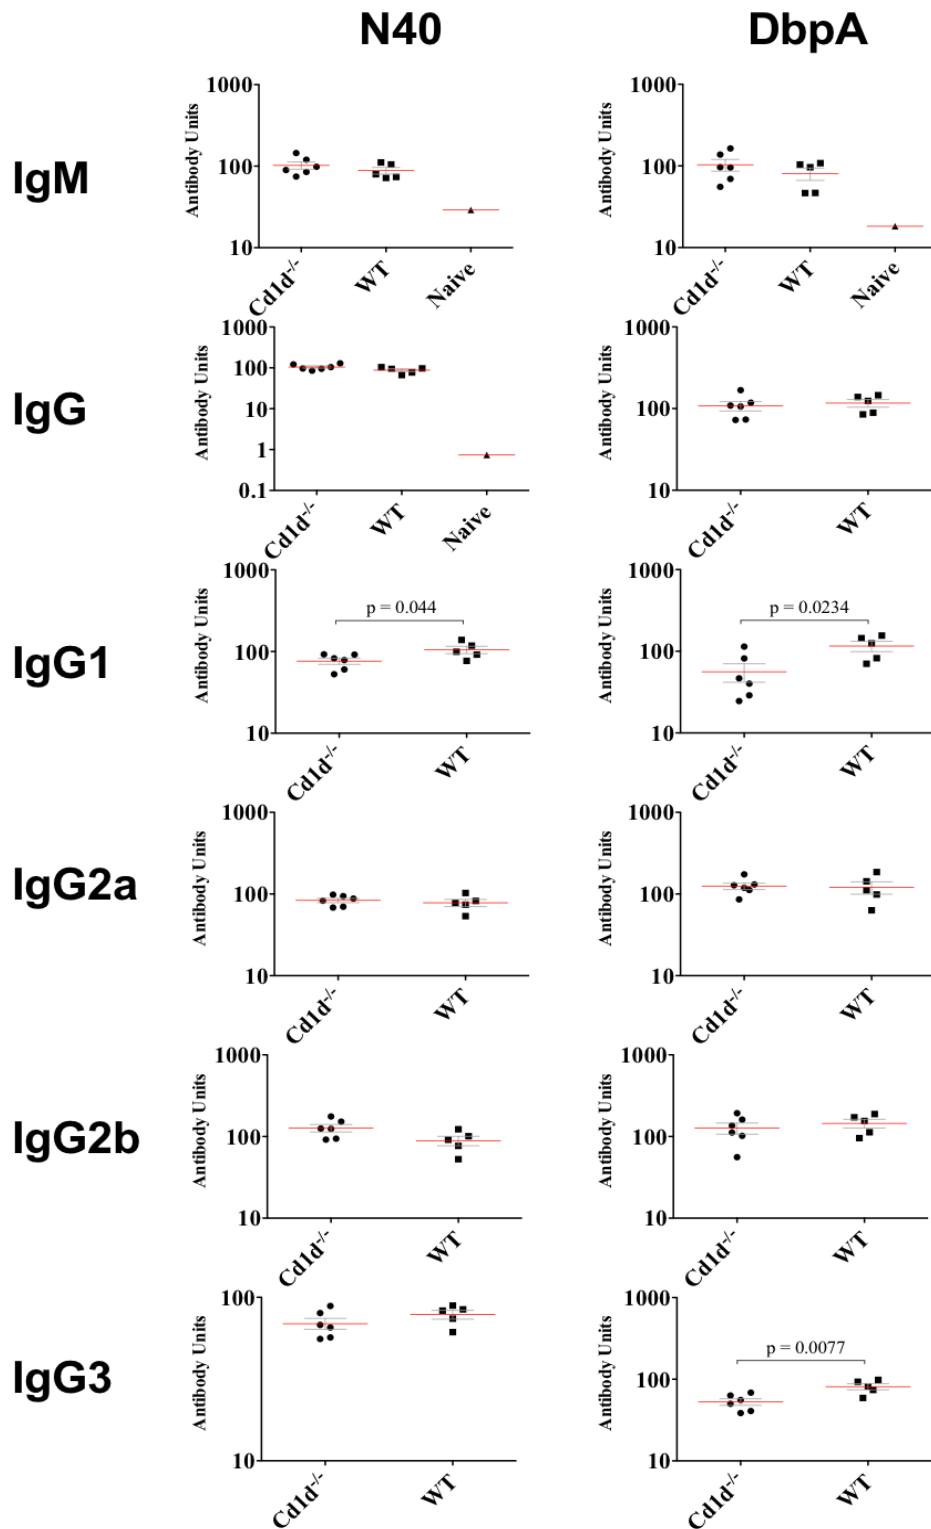 N40 DbpA
IgM
Antibody Units
1000
100
10
Cd1d-/- WT Naive
Antibody Units
1000
100
10
Cd1d-/- WT Naive
IgG
Antibody Units
1000
100
10
1
0.1
Cd1d-/- WT Naive
Antibody Units
1000
100
10
Cd1d-/- WT
IgG1
Antibody Units
1000
100
10
p = 0.044
Cd1d-/- WT
Antibody Units
1000
100
10
p = 0.0234
Cd1d-/- WT
IgG2a
Antibody Units
1000
100
10
Cd1d-/- WT
Antibody Units
1000
100
10
Cd1d-/- WT
IgG2b
Antibody Units
1000
100
10
Cd1d-/- WT
Antibody Units
1000
100
10
Cd1d-/- WT
IgG3
Antibody Units
100
10
Cd1d-/- WT
Antibody Units
1000
100
10
p = 0.0077
Cd1d-/- WT